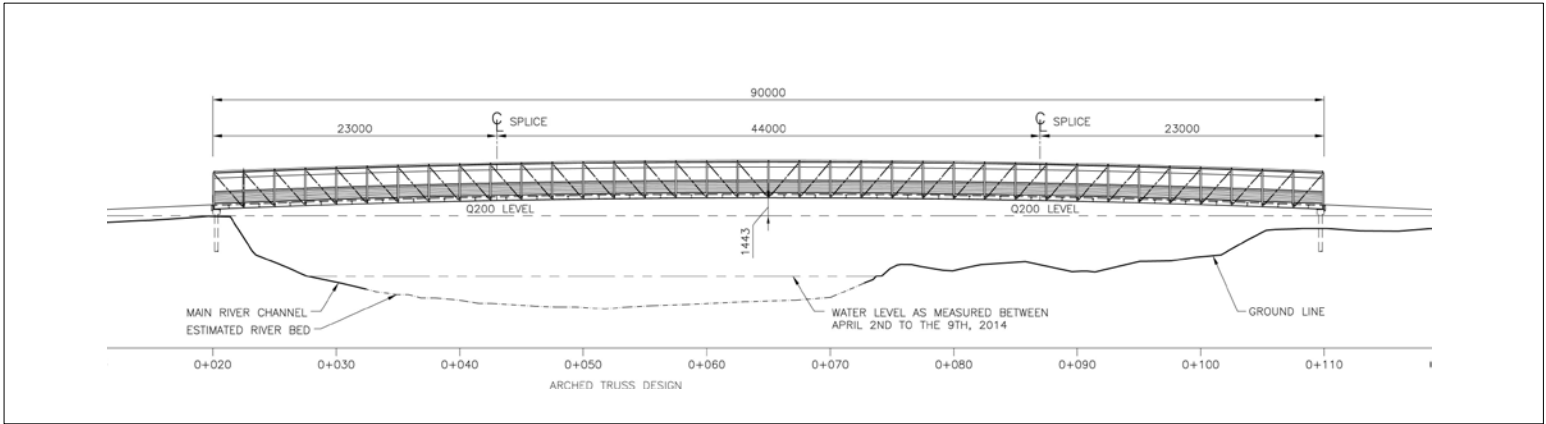 90000
23000
℄ SPLICE
44000
℄ SPLICE
23000
Q200 LEVEL
Q200 LEVEL
1443
MAIN RIVER CHANNEL
ESTIMATED RIVER BED
WATER LEVEL AS MEASURED BETWEEN
APRIL 2ND TO THE 9TH, 2014
GROUND LINE
0+020
0+030
0+040
0+050
0+060
0+070
0+080
0+090
0+100
0+110
ARCHED TRUSS DESIGN